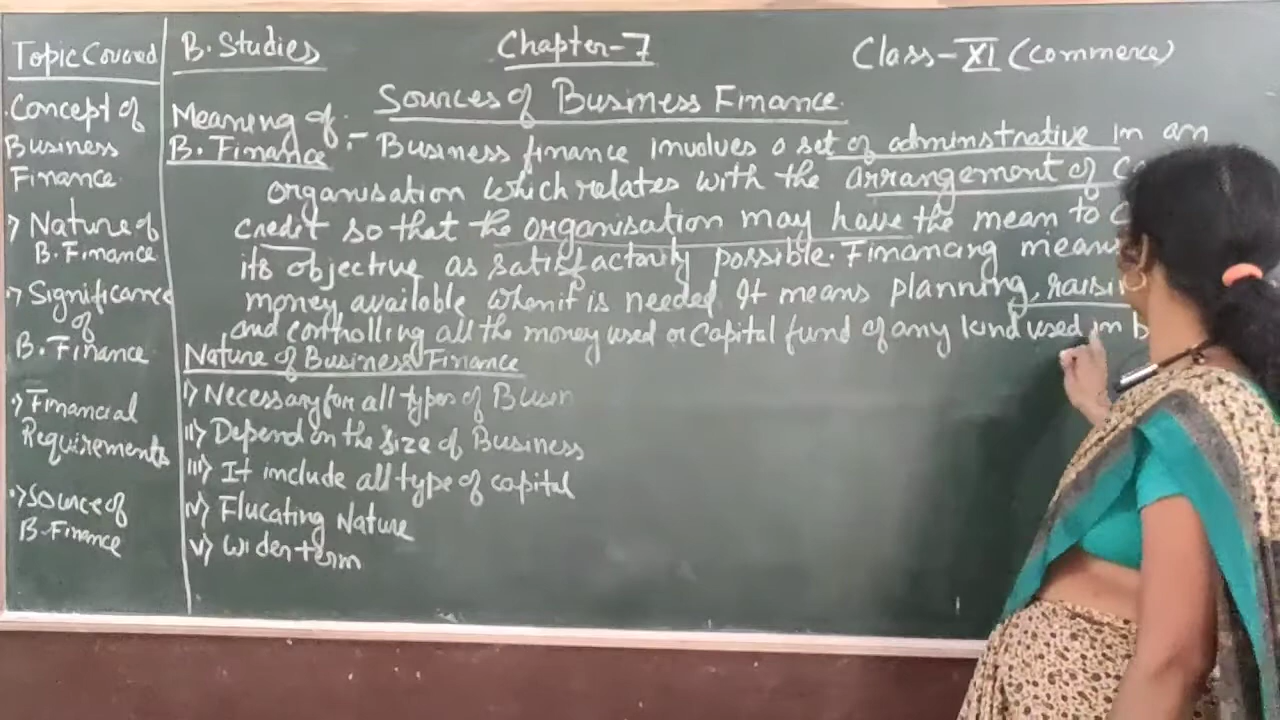 Topic Covered
Concept of
Business
Finance
Nature of
B. Finance
Significance
of
B. Finance
Financial
Requirements
Source of
B. Finance
B. Studies
Chapter-7
Class-XI (Commerce)
Sources of Business Finance
Meaning of
B. Finance :- Business finance involves a set of adminstrative in an
organisation which relates with the arrangement of
credit so that the organisation may have the mean to
its objective as satisfactorily possible. Financing means
money available when it is needed It means planning,
and controlling all the money used or capital fund of any kind used in
Nature of Business Finance
i) Necessary for all types of Busin
ii) Depend on the size of Business
iii) It include all type of capital
iv) Flucating Nature
v) Wider term